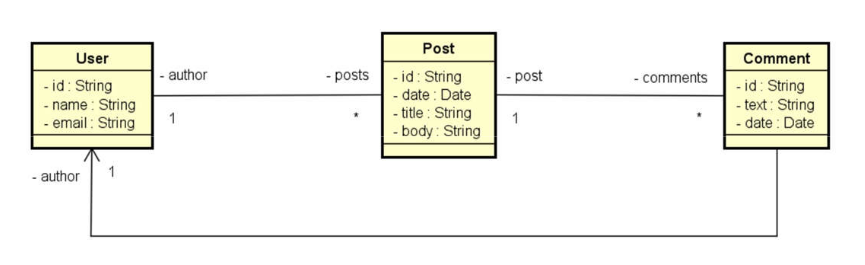 User
- id : String
- name : String
- email : String
- author
1
- posts
*
Post
- id : String
- date : Date
- title : String
- body : String
- post
1
- comments
*
Comment
- id : String
- text : String
- date : Date
- author
1